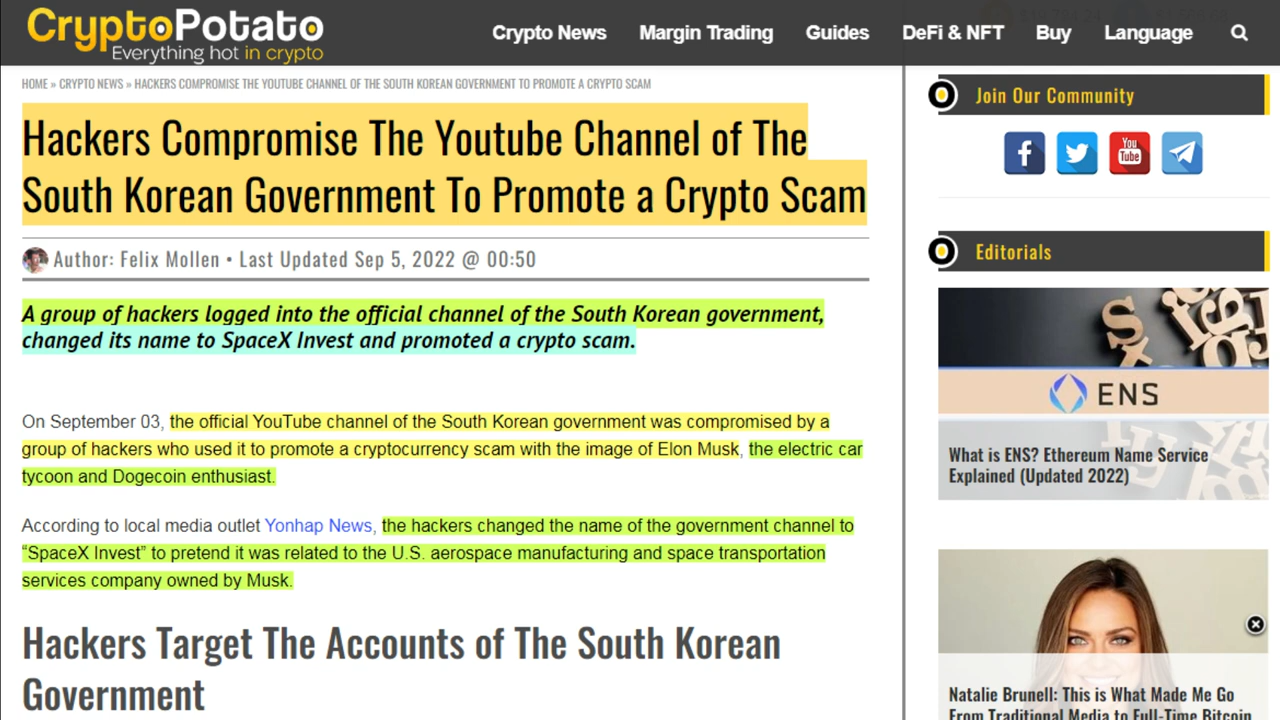 CryptoPotato
Everything hot in crypto
Crypto News Margin Trading Guides DeFi & NFT Buy Language
HOME » CRYPTO NEWS » HACKERS COMPROMISE THE YOUTUBE CHANNEL OF THE SOUTH KOREAN GOVERNMENT TO PROMOTE A CRYPTO SCAM
Hackers Compromise The Youtube Channel of The
South Korean Government To Promote a Crypto Scam
Author: Felix Mollen • Last Updated Sep 5, 2022 @ 00:50
A group of hackers logged into the official channel of the South Korean government,
changed its name to SpaceX Invest and promoted a crypto scam.
On September 03, the official YouTube channel of the South Korean government was compromised by a
group of hackers who used it to promote a cryptocurrency scam with the image of Elon Musk, the electric car
tycoon and Dogecoin enthusiast.
According to local media outlet Yonhap News, the hackers changed the name of the government channel to
“SpaceX Invest” to pretend it was related to the U.S. aerospace manufacturing and space transportation
services company owned by Musk.
Hackers Target The Accounts of The South Korean
Government
Join Our Community
You
Tube
Editorials
ENS
What is ENS? Ethereum Name Service
Explained (Updated 2022)
Natalie Brunell: This is What Made Me Go
From Traditional Media to Full-Time Bitcoin